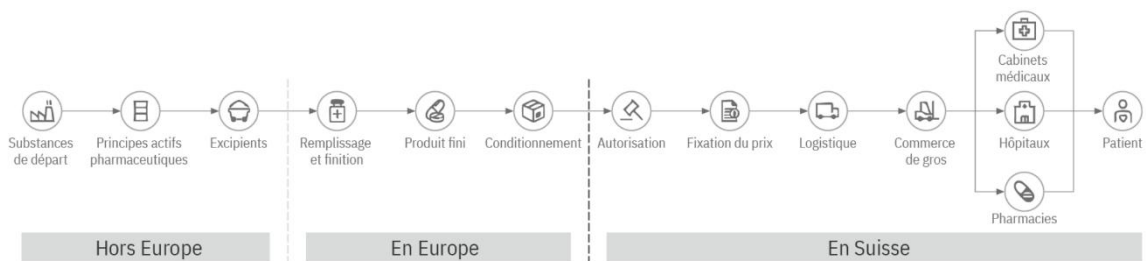 Cabinets
médicaux
Substances
de départ
Principes actifs
pharmaceutiques
Excipients
Remplissage
et finition
Produit fini
Conditionnement
Autorisation
Fixation du prix
Logistique
Commerce
de gros
Hôpitaux
Patient
Pharmacies
Hors Europe
En Europe
En Suisse